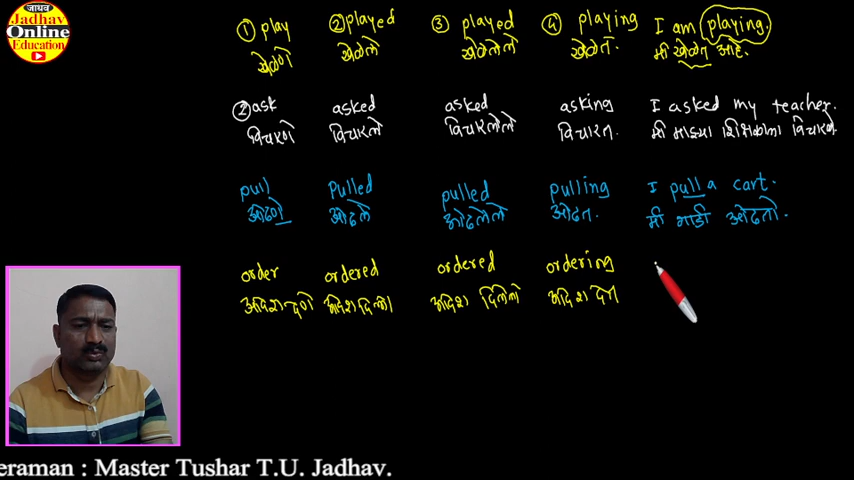 जाधव
Jadhav
Online
Education
① play ② played ③ played ④ playing I am playing.
खेळणे खेळले खेळलेले खेळत. मी खेळत आहे.
② ask asked asked asking I asked my teacher.
विचारणे विचारले विचारलेले विचारत. मी माझ्या शिक्षकांना विचारले
pull Pulled pulled pulling I pull a cart.
ओढणे ओढले ओढलेले ओढत. मी गाडी ओढतो.
order ordered ordered ordering
आदेश देणे आदेश दिला आदेश दिलेले आदेश देत
eraman : Master Tushar T.U. Jadhav.